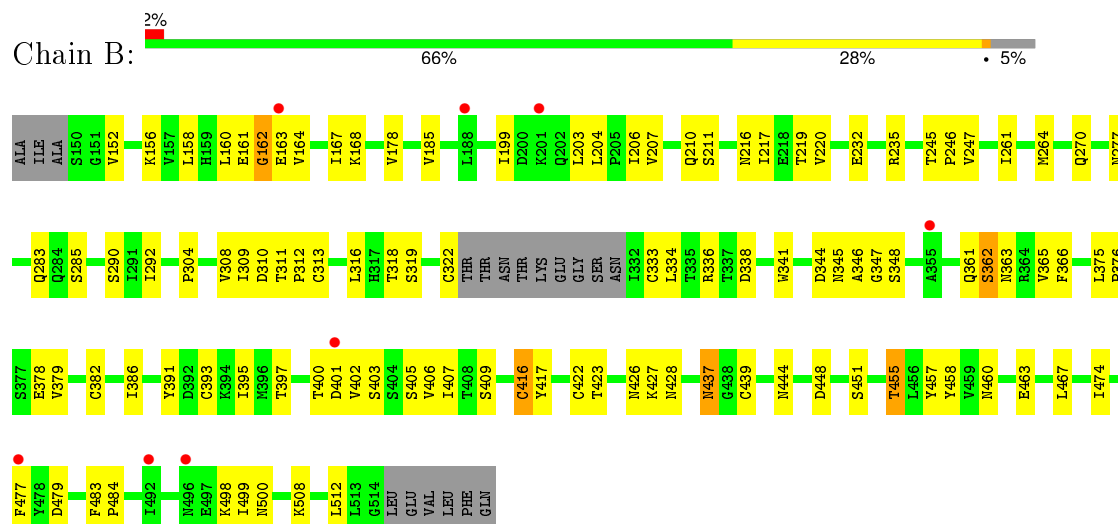 2%
Chain B:
66% 28% • 5%
ALA ILE ALA S150 G151 V152 K156 V157 L158 H159 L160 E161 G162 E163 V164 I167 K168 V178 V185 L188 I199 D200 K201 Q202 L203 L204 P205 I206 V207 Q210 S211 N216 I217 E218 T219 V220 E232 R235 T245 P246 V247 I261 M264 Q270 N277
Q283 Q284 S285 S290 I291 I292 P304 V308 I309 D310 T311 P312 C313 L316 H317 T318 S319 C322 THR THR ASN THR LYS GLU GLY SER ASN I332 C333 L334 T335 R336 T337 D338 W341 D344 N345 A346 G347 S348 A355 Q361 S362 N363 R364 V365 F366 L375 P376
S377 E378 V379 C382 I386 Y391 D392 C393 K394 I395 M396 T397 T400 D401 V402 S403 S404 S405 V406 I407 T408 S409 C416 Y417 C422 T423 N426 K427 N428 N437 G438 C439 N444 D448 S451 T455 L456 Y457 Y458 V459 N460 E463 L467 I474
F477 Y478 D479 F483 P484 I492 N496 E497 K498 I499 N500 K508 L512 L513 G514 LEU GLU VAL LEU PHE GLN